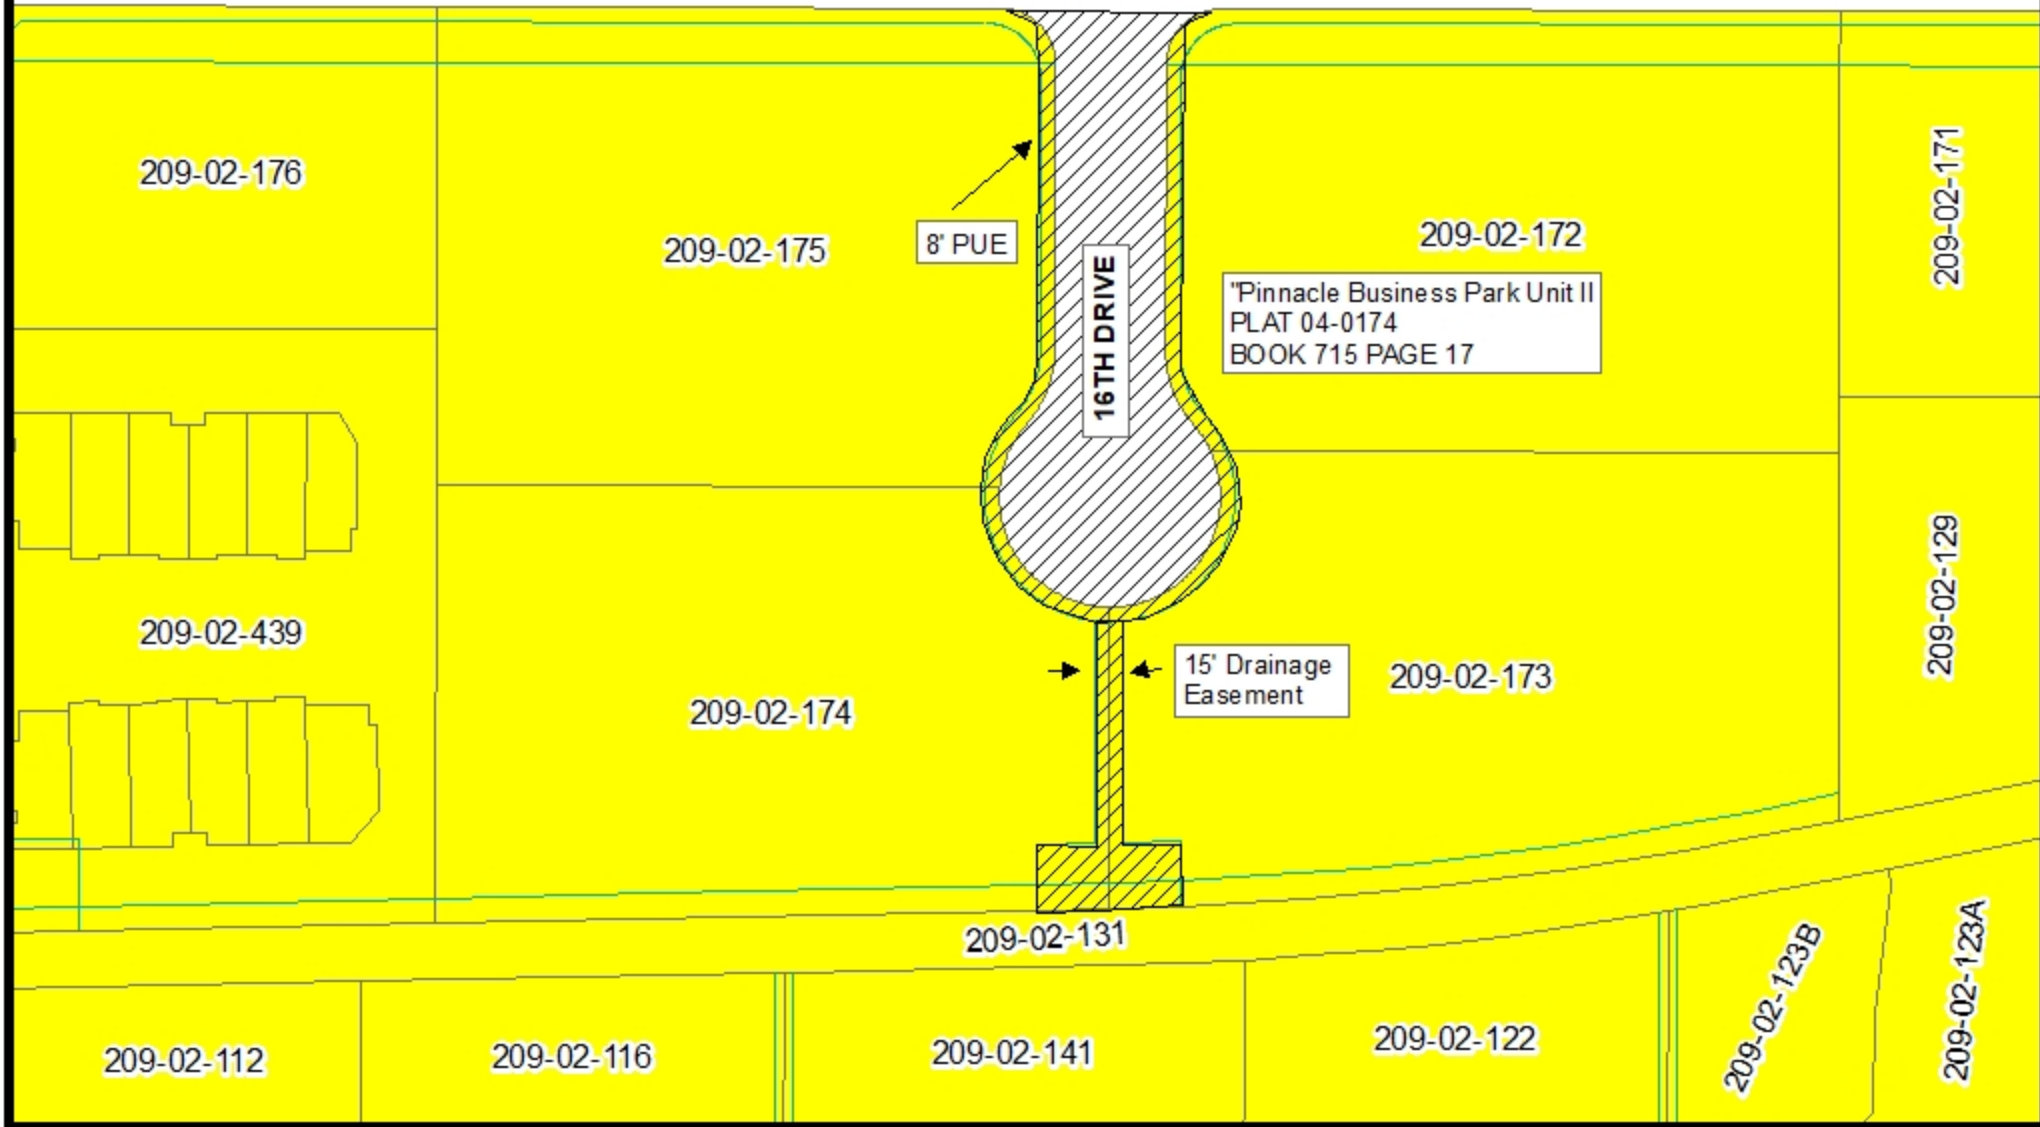 209-02-176
209-02-175
8' PUE
16TH DRIVE
209-02-172
209-02-171
"Pinnacle Business Park Unit II
PLAT 04-0174
BOOK 715 PAGE 17
209-02-439
209-02-174
15' Drainage
Easement
209-02-173
209-02-129
209-02-131
209-02-112
209-02-116
209-02-141
209-02-122
209-02-123B
209-02-123A